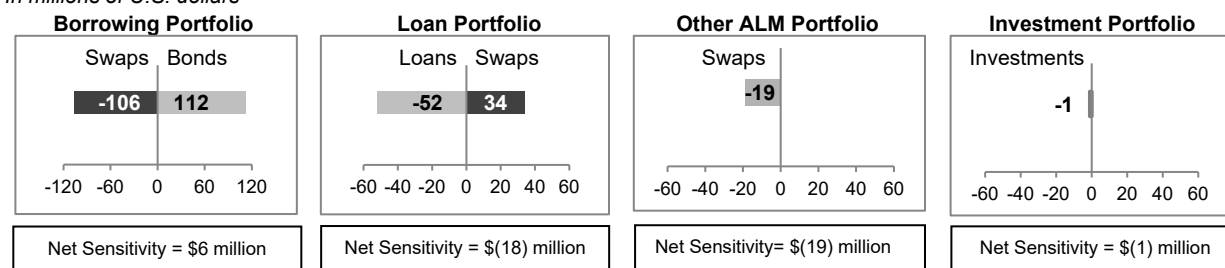 In millions of U.S. dollars
Borrowing Portfolio
Swaps Bonds
-106 112
-120 -60 0 60 120
Net Sensitivity = $6 million
Loan Portfolio
Loans Swaps
-52 34
-60 -40 -20 0 20 40 60
Net Sensitivity = $(18) million
Other ALM Portfolio
Swaps
-19
-60 -40 -20 0 20 40 60
Net Sensitivity= $(19) million
Investment Portfolio
Investments
-1
-60 -40 -20 0 20 40 60
Net Sensitivity = $(1) million